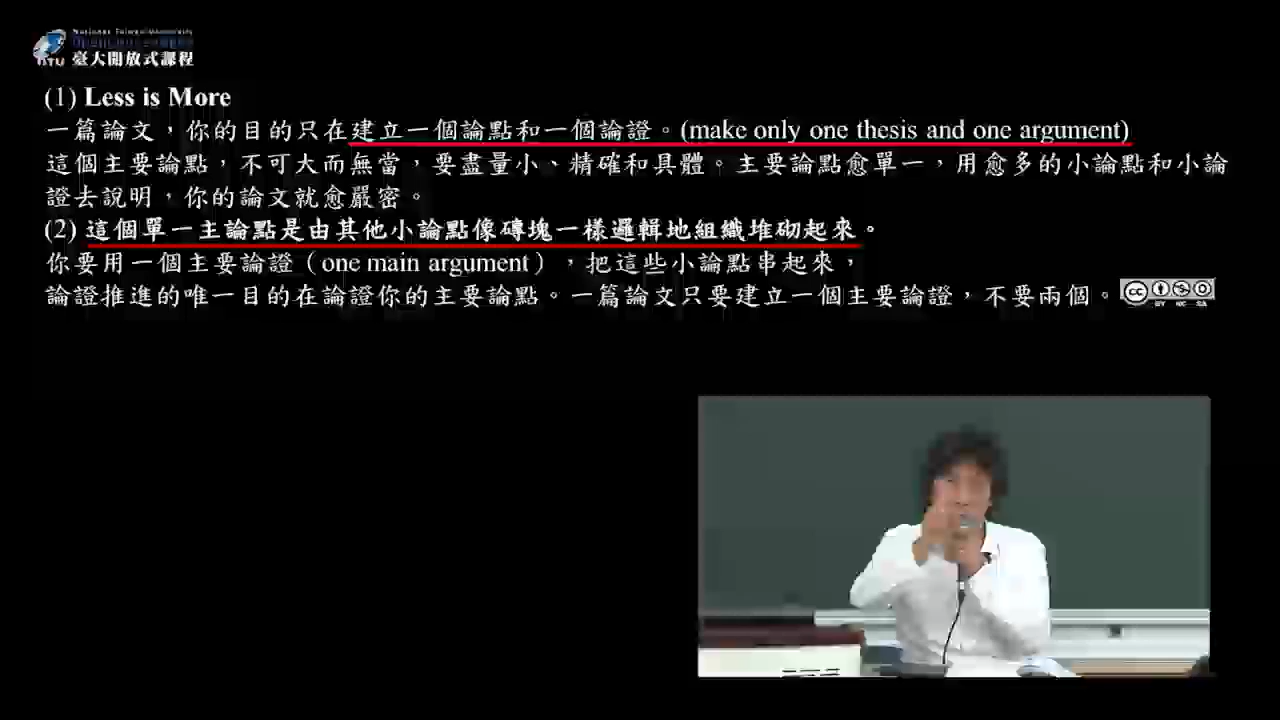 National Taiwan University
臺大開放式課程
(1) Less is More
一篇論文，你的目的只在建立一個論點和一個論證。(make only one thesis and one argument)
這個主要論點，不可大而無當，要盡量小、精確和具體。主要論點愈單一，用愈多的小論點和小論
證去說明，你的論文就愈嚴密。
(2) 這個單一主論點是由其他小論點像磚塊一樣邏輯地組織堆砌起來。
你要用一個主要論證（one main argument），把這些小論點串起來，
論證推進的唯一目的在論證你的主要論點。一篇論文只要建立一個主要論證，不要兩個。